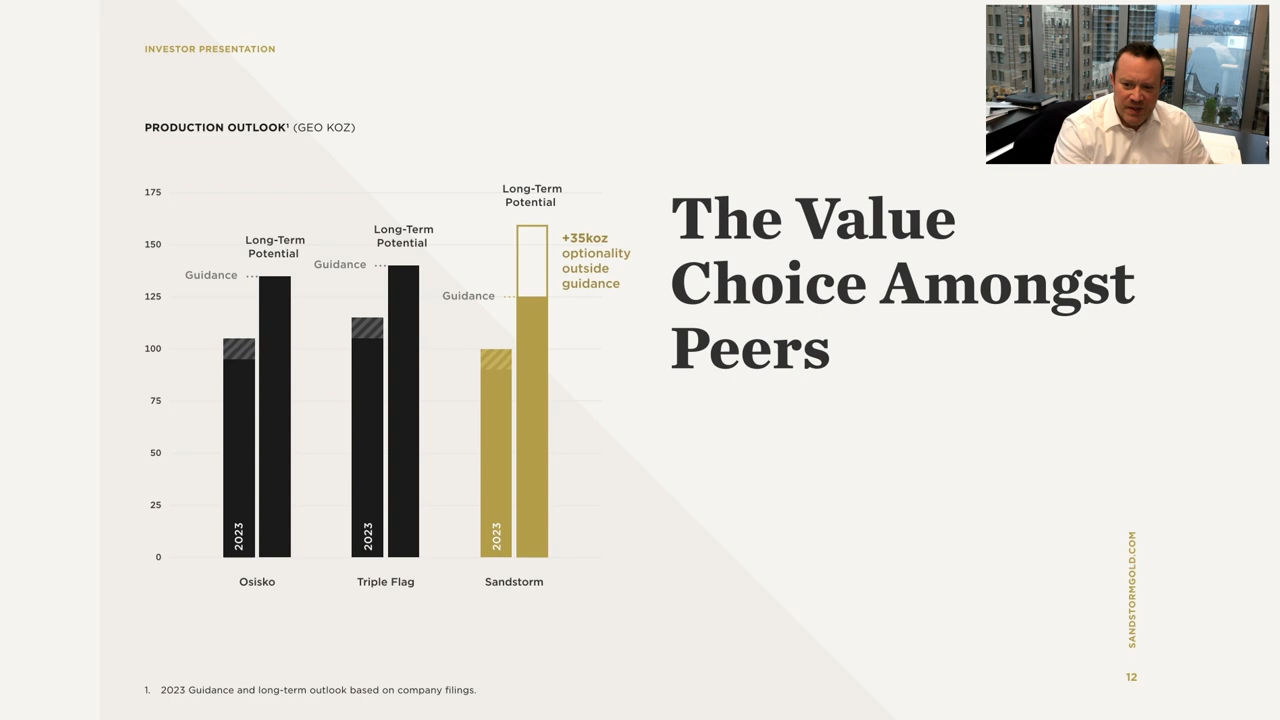 INVESTOR PRESENTATION
PRODUCTION OUTLOOK¹ (GEO KOZ)
175
150
125
100
75
50
25
0
Guidance
Long-Term
Potential
2023
Osisko
Guidance
Long-Term
Potential
2023
Triple Flag
Guidance
Long-Term
Potential
+35koz
optionality
outside
guidance
2023
Sandstorm
The Value
Choice Amongst
Peers
SANDSTORMGOLD.COM
12
1. 2023 Guidance and long-term outlook based on company filings.